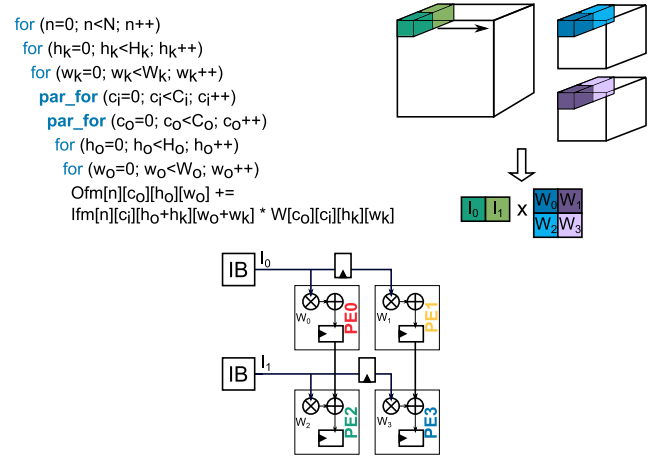 for (n=0; n<N; n++)
for (hk=0; hk<Hk; hk++)
for (wk=0; wk<Wk; wk++)
par_for (ci=0; ci<Ci; ci++)
par_for (co=0; co<Co; co++)
for (ho=0; ho<Ho; ho++)
for (wo=0; wo<Wo; wo++)
Ofm[n][co][ho][wo] +=
Ifm[n][ci][ho+hk][wo+wk] * W[co][ci][hk][wk]
I0 I1 x W0 W1
W2 W3
IB I0
W0 PE0 W1 PE1
IB I1
W2 PE2 W3 PE3